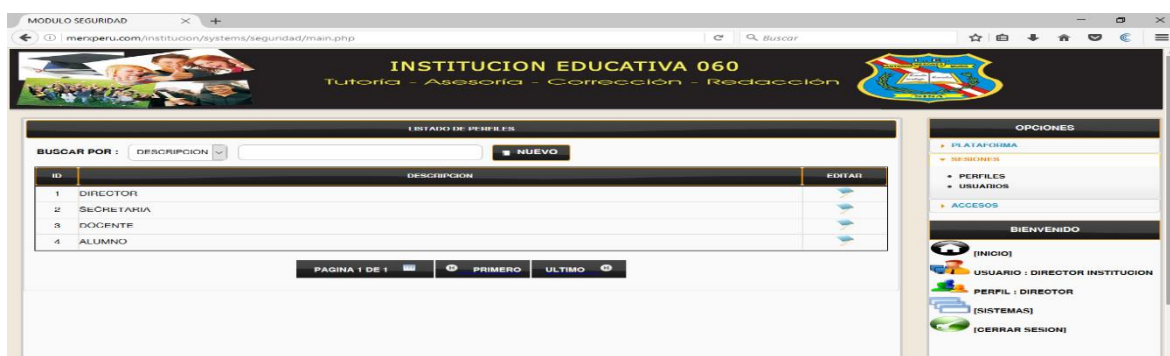 MODULO SEGURIDAD
merxperu.com/institucion/systems/seguridad/main.php
Buscar
INSTITUCION EDUCATIVA 060
Tutoría - Asesoría - Corrección - Redacción
LISTADO DE PERFILES
BUSCAR POR : DESCRIPCION NUEVO
ID DESCRIPCION EDITAR
1 DIRECTOR
2 SECRETARIA
3 DOCENTE
4 ALUMNO
PAGINA 1 DE 1 PRIMERO ULTIMO
OPCIONES
PLATAFORMA
SESIONES
PERFILES
USUARIOS
ACCESOS
BIENVENIDO
[INICIO]
USUARIO : DIRECTOR INSTITUCION
PERFIL : DIRECTOR
[SISTEMAS]
[CERRAR SESION]